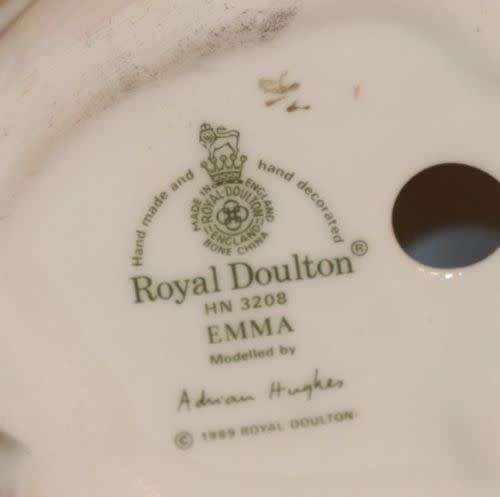 Hand made and hand decorated
MADE IN ENGLAND
ROYAL DOULTON
ENGLAND
BONE CHINA
Royal Doulton®
HN 3208
EMMA
Modelled by
Adrian Hughes
© 1989 ROYAL DOULTON